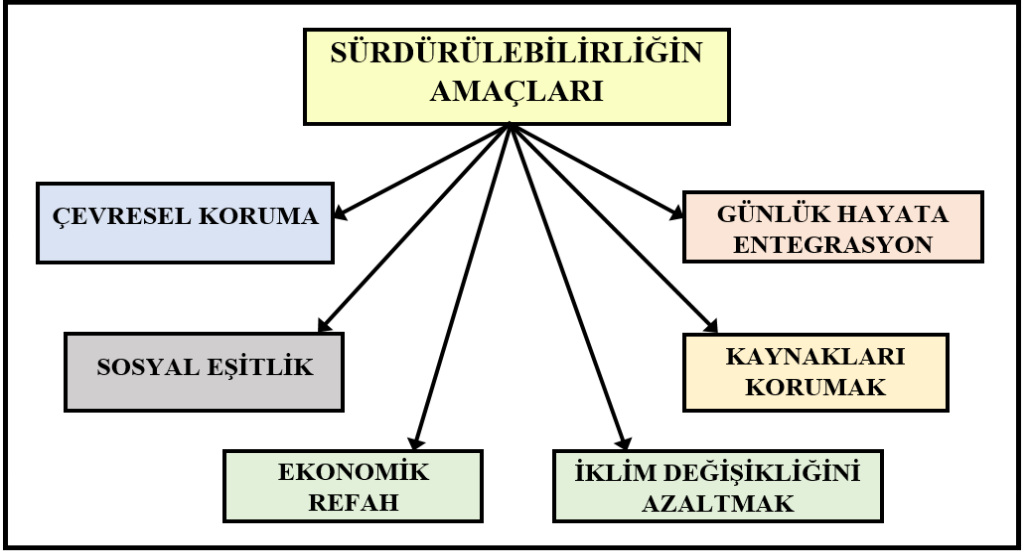 SÜRDÜRÜLEBİLİRLİĞİN
AMAÇLARI
ÇEVRESEL KORUMA
GÜNLÜK HAYATA
ENTEGRASYON
SOSYAL EŞİTLİK
KAYNAKLARI
KORUMAK
EKONOMİK
REFAH
İKLİM DEĞİŞİKLİĞİNİ
AZALTMAK